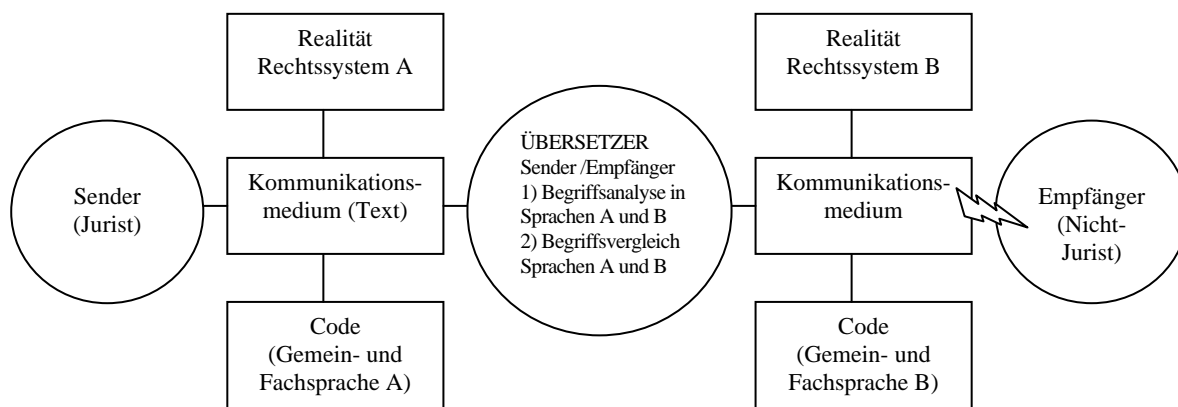 Realität
Rechtssystem A
Realität
Rechtssystem B
Sender
(Jurist)
Kommunikations-
medium (Text)
ÜBERSETZER
Sender /Empfänger
1) Begriffsanalyse in
Sprachen A und B
2) Begriffsvergleich
Sprachen A und B
Kommunikations-
medium
Empfänger
(Nicht-
Jurist)
Code
(Gemein- und
Fachsprache A)
Code
(Gemein- und
Fachsprache B)